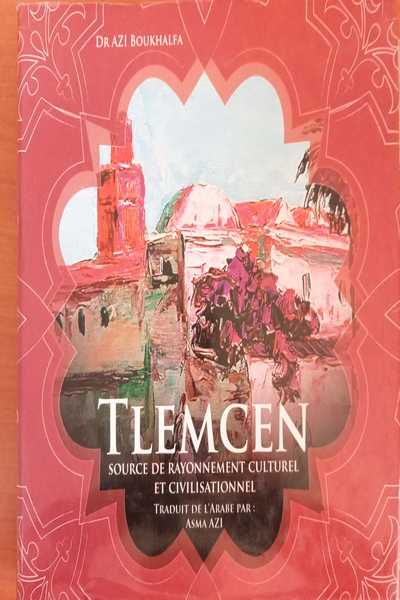 DR AZI BOUKHALFA
TLEMCEN
SOURCE DE RAYONNEMENT CULTUREL
ET CIVILISATIONNEL
TRADUIT DE L'ARABE PAR :
ASMA AZI